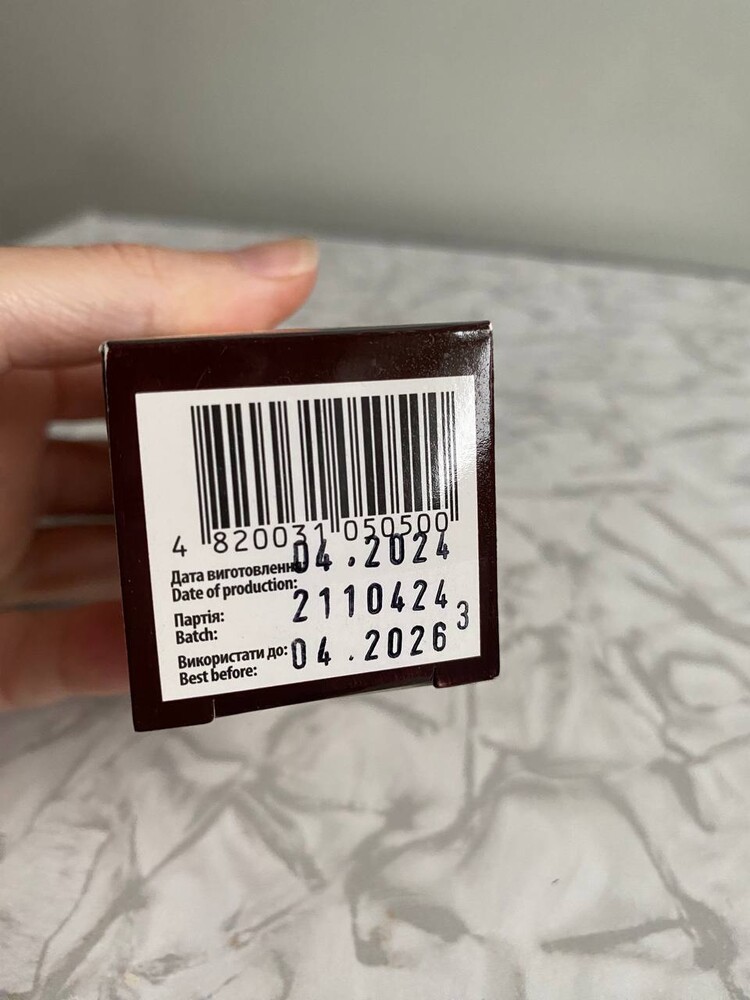 4 820031 050500
Дата виготовлення: 04.2024
Date of production:
Партія: 2110424
Batch:
3
Використати до: 04.2026
Best before: